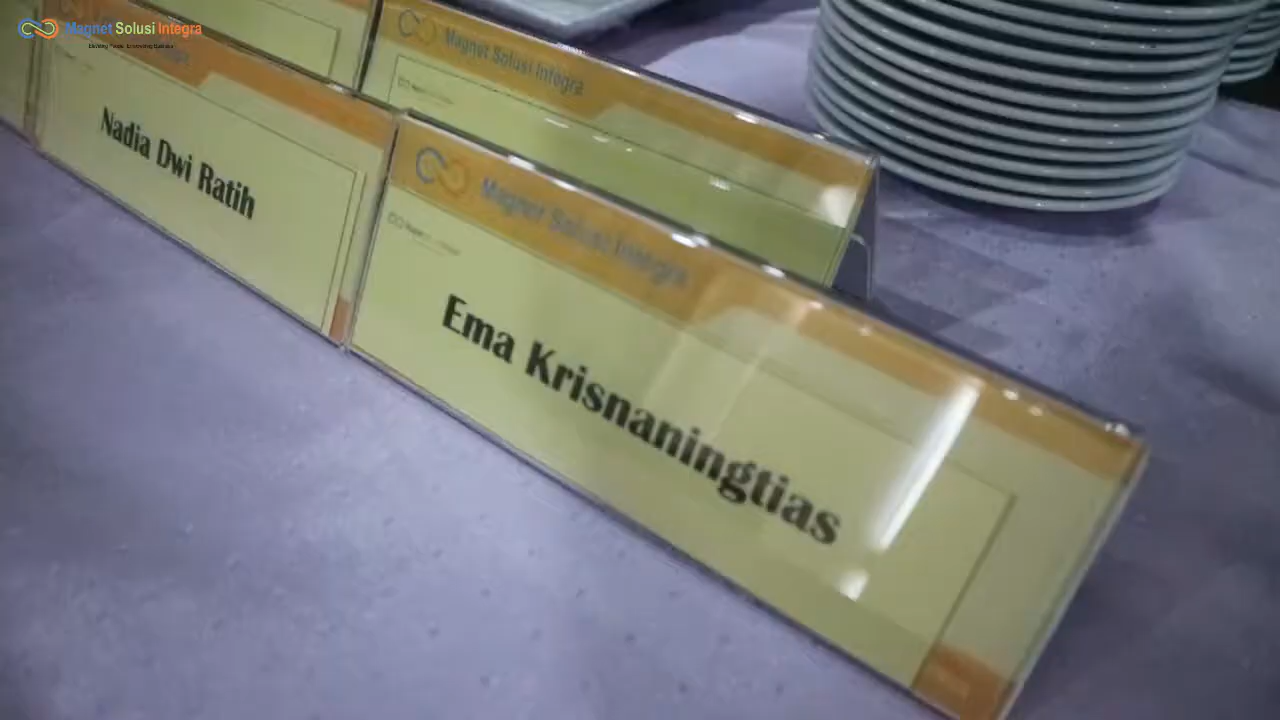 Magnet Solusi Integra
Magnet Solusi Integra
Nadia Dwi Ratih
Magnet Solusi Integra
Ema Krisnaningtias